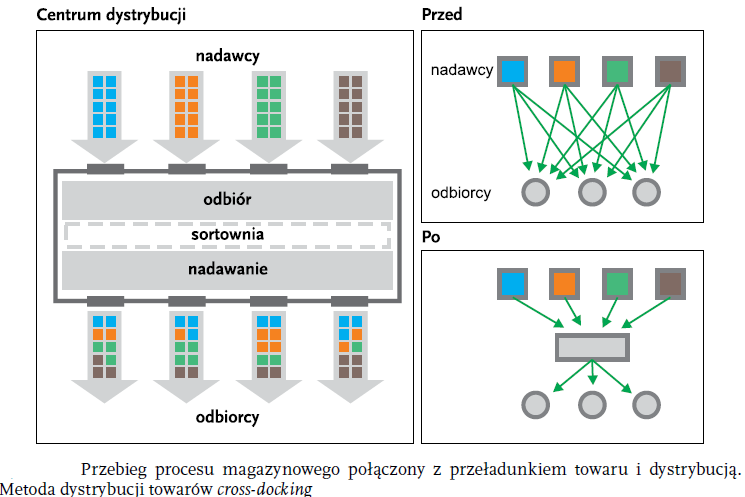 Centrum dystrybucji
nadawcy
odbiór
sortownia
nadawanie
odbiorcy
Przed
nadawcy
odbiorcy
Po
Przebieg procesu magazynowego połączony z przeładunkiem towaru i dystrybucją.
Metoda dystrybucji towarów cross-docking